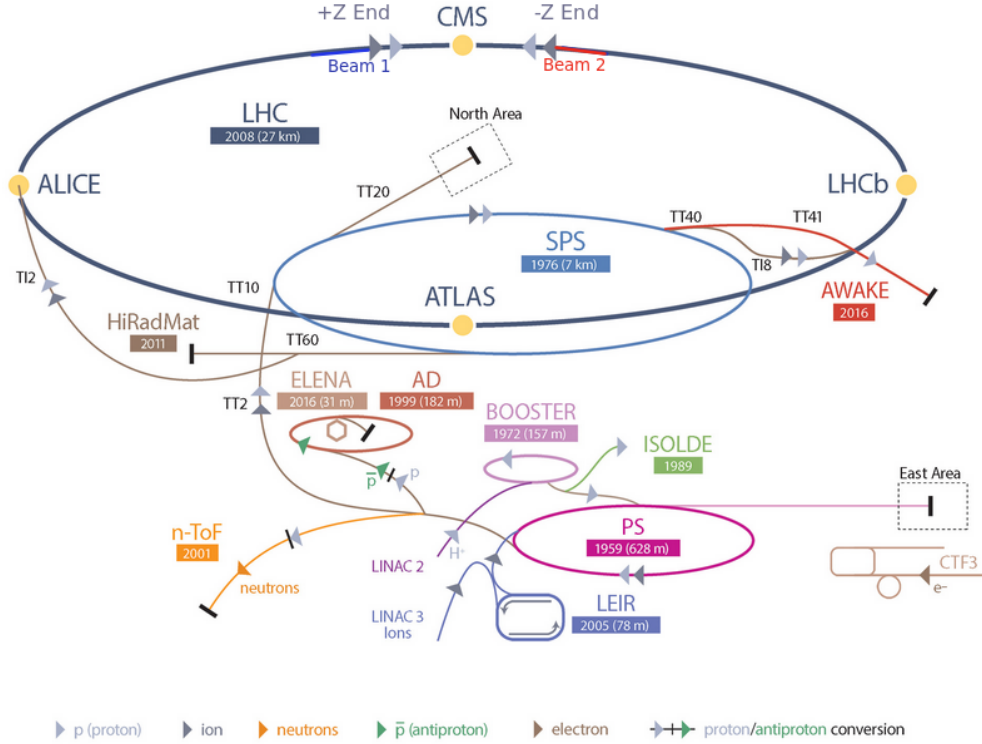 +Z End
CMS
-Z End
Beam 1
Beam 2
LHC
2008 (27 km)
North Area
ALICE
TT20
LHCb
TT40
TT41
SPS
1976 (7 km)
TI2
TI8
TT10
ATLAS
AWAKE
2016
HiRadMat
2011
TT60
ELENA
2016 (31 m)
AD
1999 (182 m)
TT2
BOOSTER
1972 (157 m)
ISOLDE
1989
p̅
p
East Area
n-ToF
2001
PS
1959 (628 m)
H⁺
LINAC 2
neutrons
CTF3
e⁻
LEIR
2005 (78 m)
LINAC 3
Ions
p (proton)
ion
neutrons
p̅ (antiproton)
electron
proton/antiproton conversion